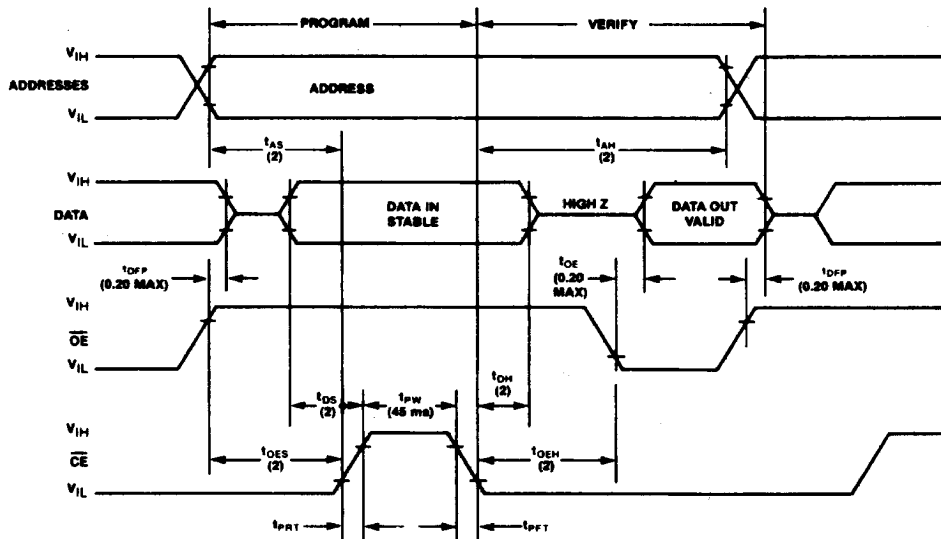 PROGRAM
VERIFY
VIH
ADDRESSES
VIL
ADDRESS
tAS
(2)
tAH
(2)
VIH
DATA
VIL
DATA IN
STABLE
HIGH Z
DATA OUT
VALID
tDFP
(0.20 MAX)
tOE
(0.20
MAX)
tDFP
(0.20 MAX)
VIH
OE
VIL
tDS
(2)
tPW
(45 ms)
tDH
(2)
VIH
CE
VIL
tOES
(2)
tOEH
(2)
tPRT
tPFT